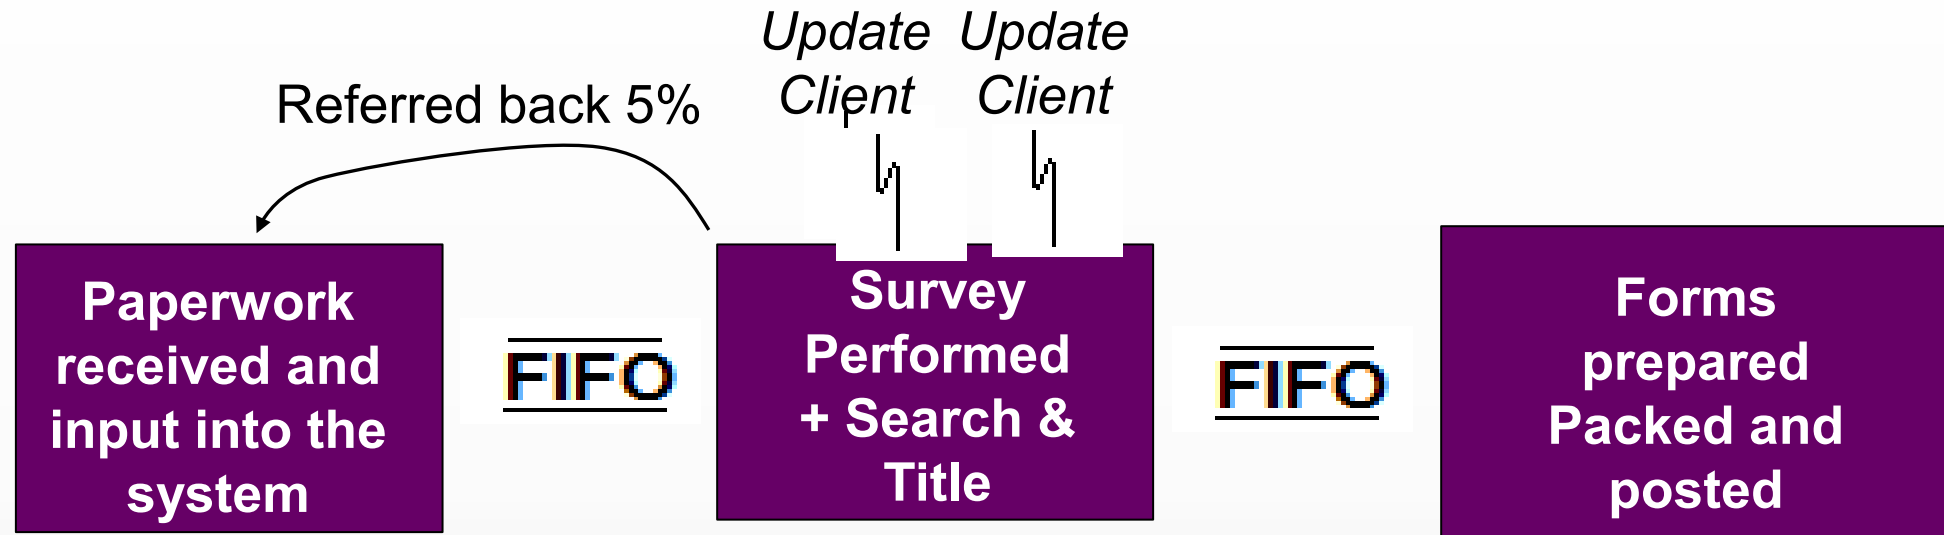 Update Update
Client Client
Referred back 5%
Paperwork
received and
input into the
system
FIFO
Survey
Performed
+ Search &
Title
FIFO
Forms
prepared
Packed and
posted